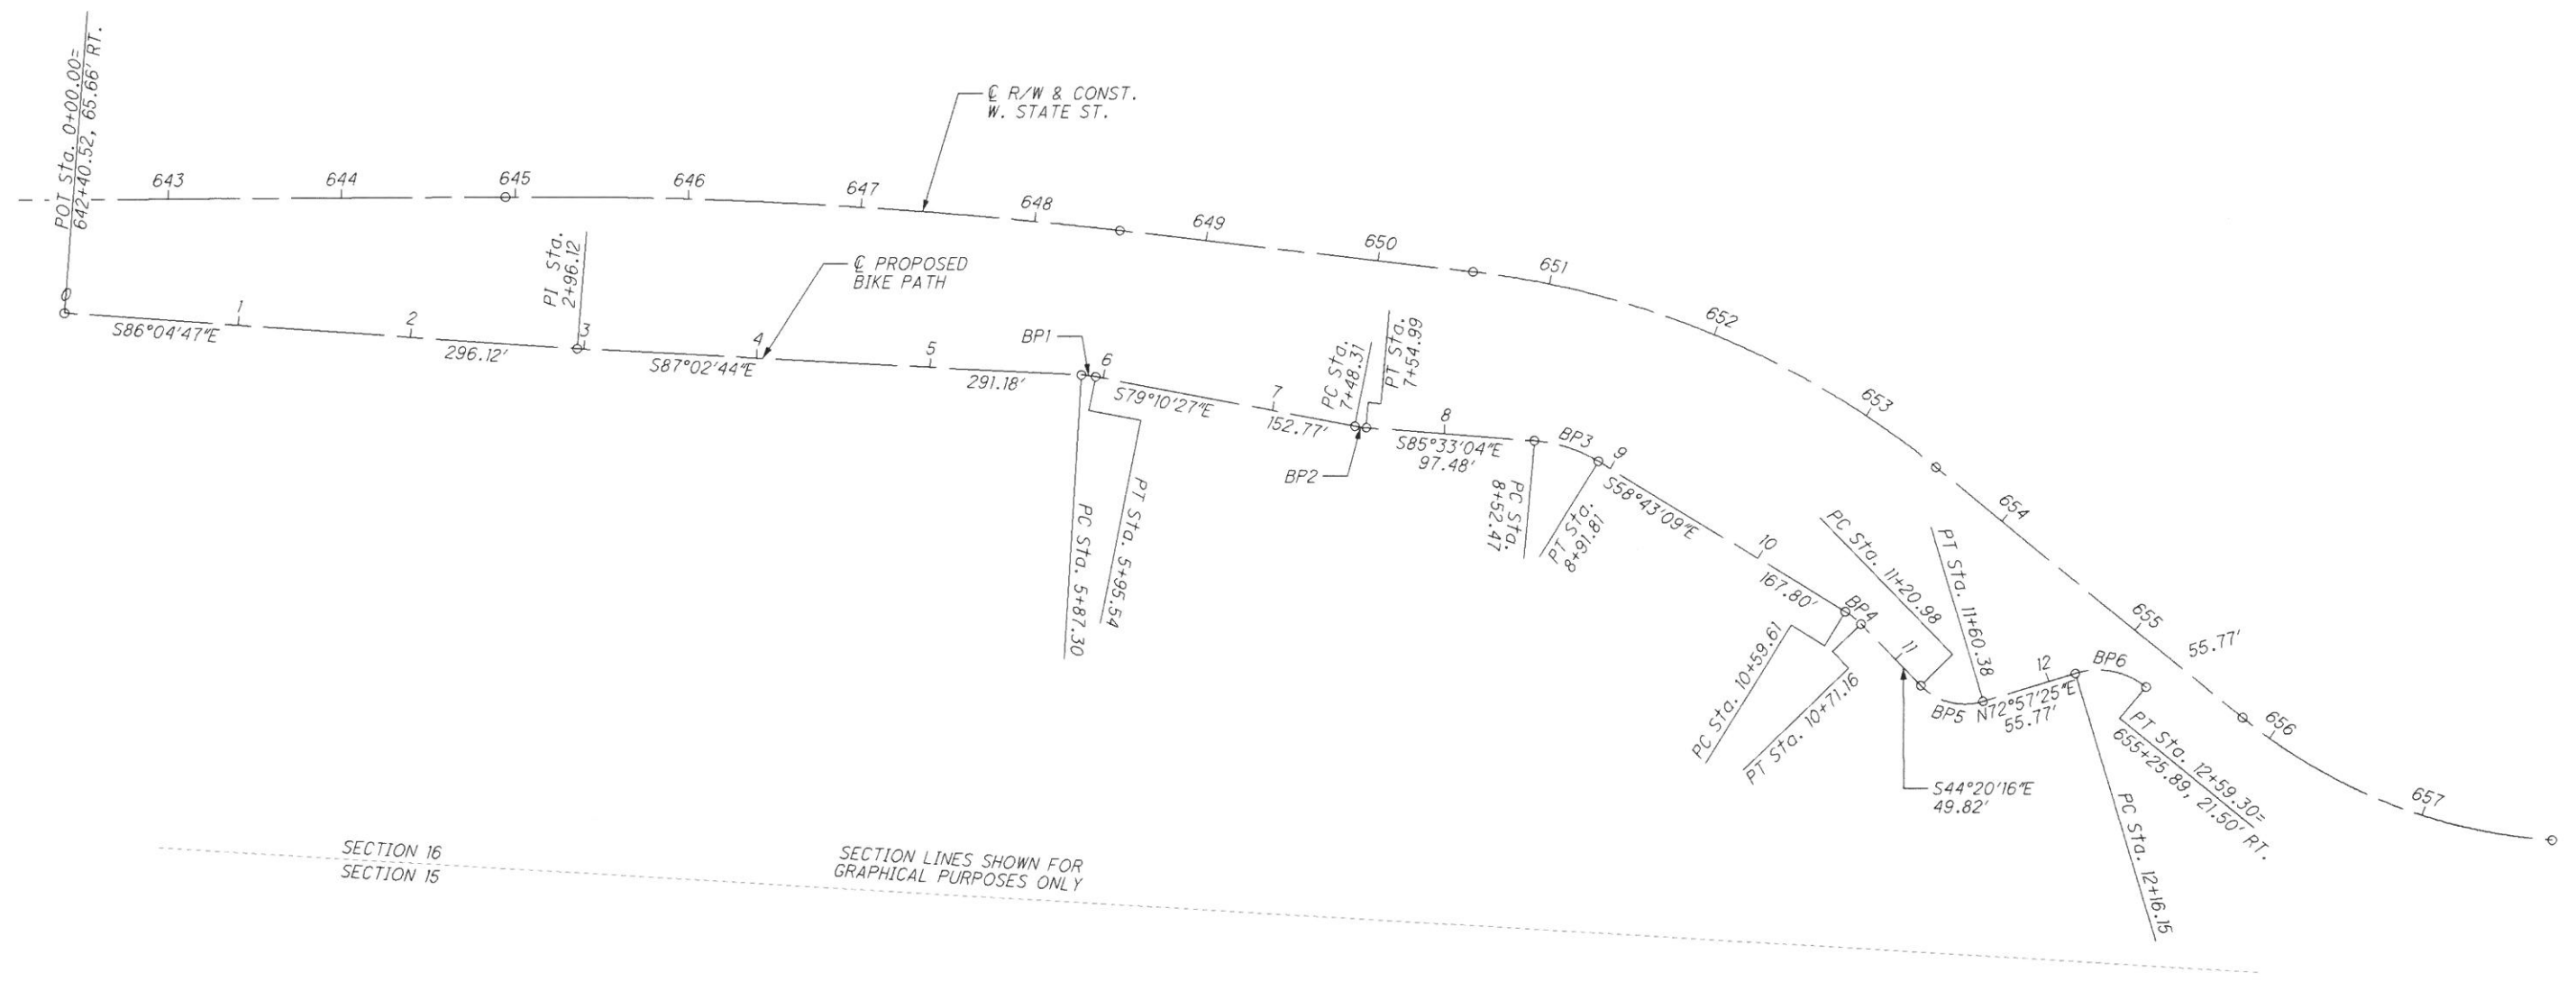 POT Sta. 0+00.00=
642+40.52, 65.66' RT.
℄ R/W & CONST.
W. STATE ST.
643
644
645
646
647
648
649
650
651
652
653
654
655
656
657
55.77'
℄ PROPOSED
BIKE PATH
PI Sta.
2+96.12
0
1
2
3
4
5
6
7
8
9
10
11
12
S86°04'47"E
296.12'
S87°02'44"E
291.18'
BP1
PC Sta. 5+87.30
PT Sta. 5+95.54
S79°10'27"E
152.77'
PC Sta.
7+48.31
PT Sta.
7+54.99
BP2
S85°33'04"E
97.48'
BP3
PC Sta.
8+52.47
PT Sta.
8+91.81
S58°43'09"E
167.80'
BP4
PC Sta. 10+59.61
PT Sta. 10+71.16
PC Sta. 11+20.98
PT Sta. 11+60.38
S44°20'16"E
49.82'
BP5
N72°57'25"E
55.77'
BP6
PC Sta. 12+16.15
PT Sta. 12+59.30=
655+25.89, 21.50' RT.
SECTION 16
SECTION 15
SECTION LINES SHOWN FOR
GRAPHICAL PURPOSES ONLY